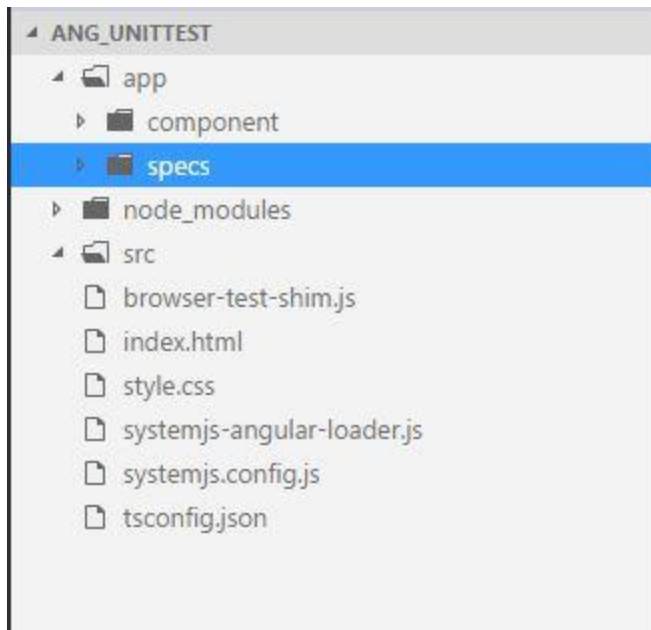 ANG_UNITTEST
app
component
specs
node_modules
src
browser-test-shim.js
index.html
style.css
systemjs-angular-loader.js
systemjs.config.js
tsconfig.json